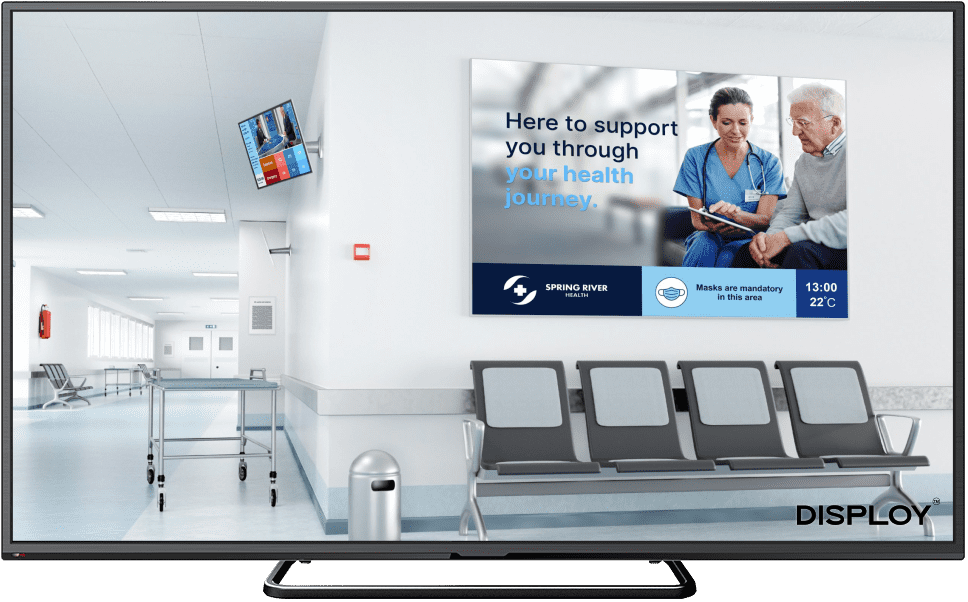 Here to support
you through
your health
journey.
SPRING RIVER
HEALTH
Masks are mandatory
in this area
13:00
22°C
DISPLOY™